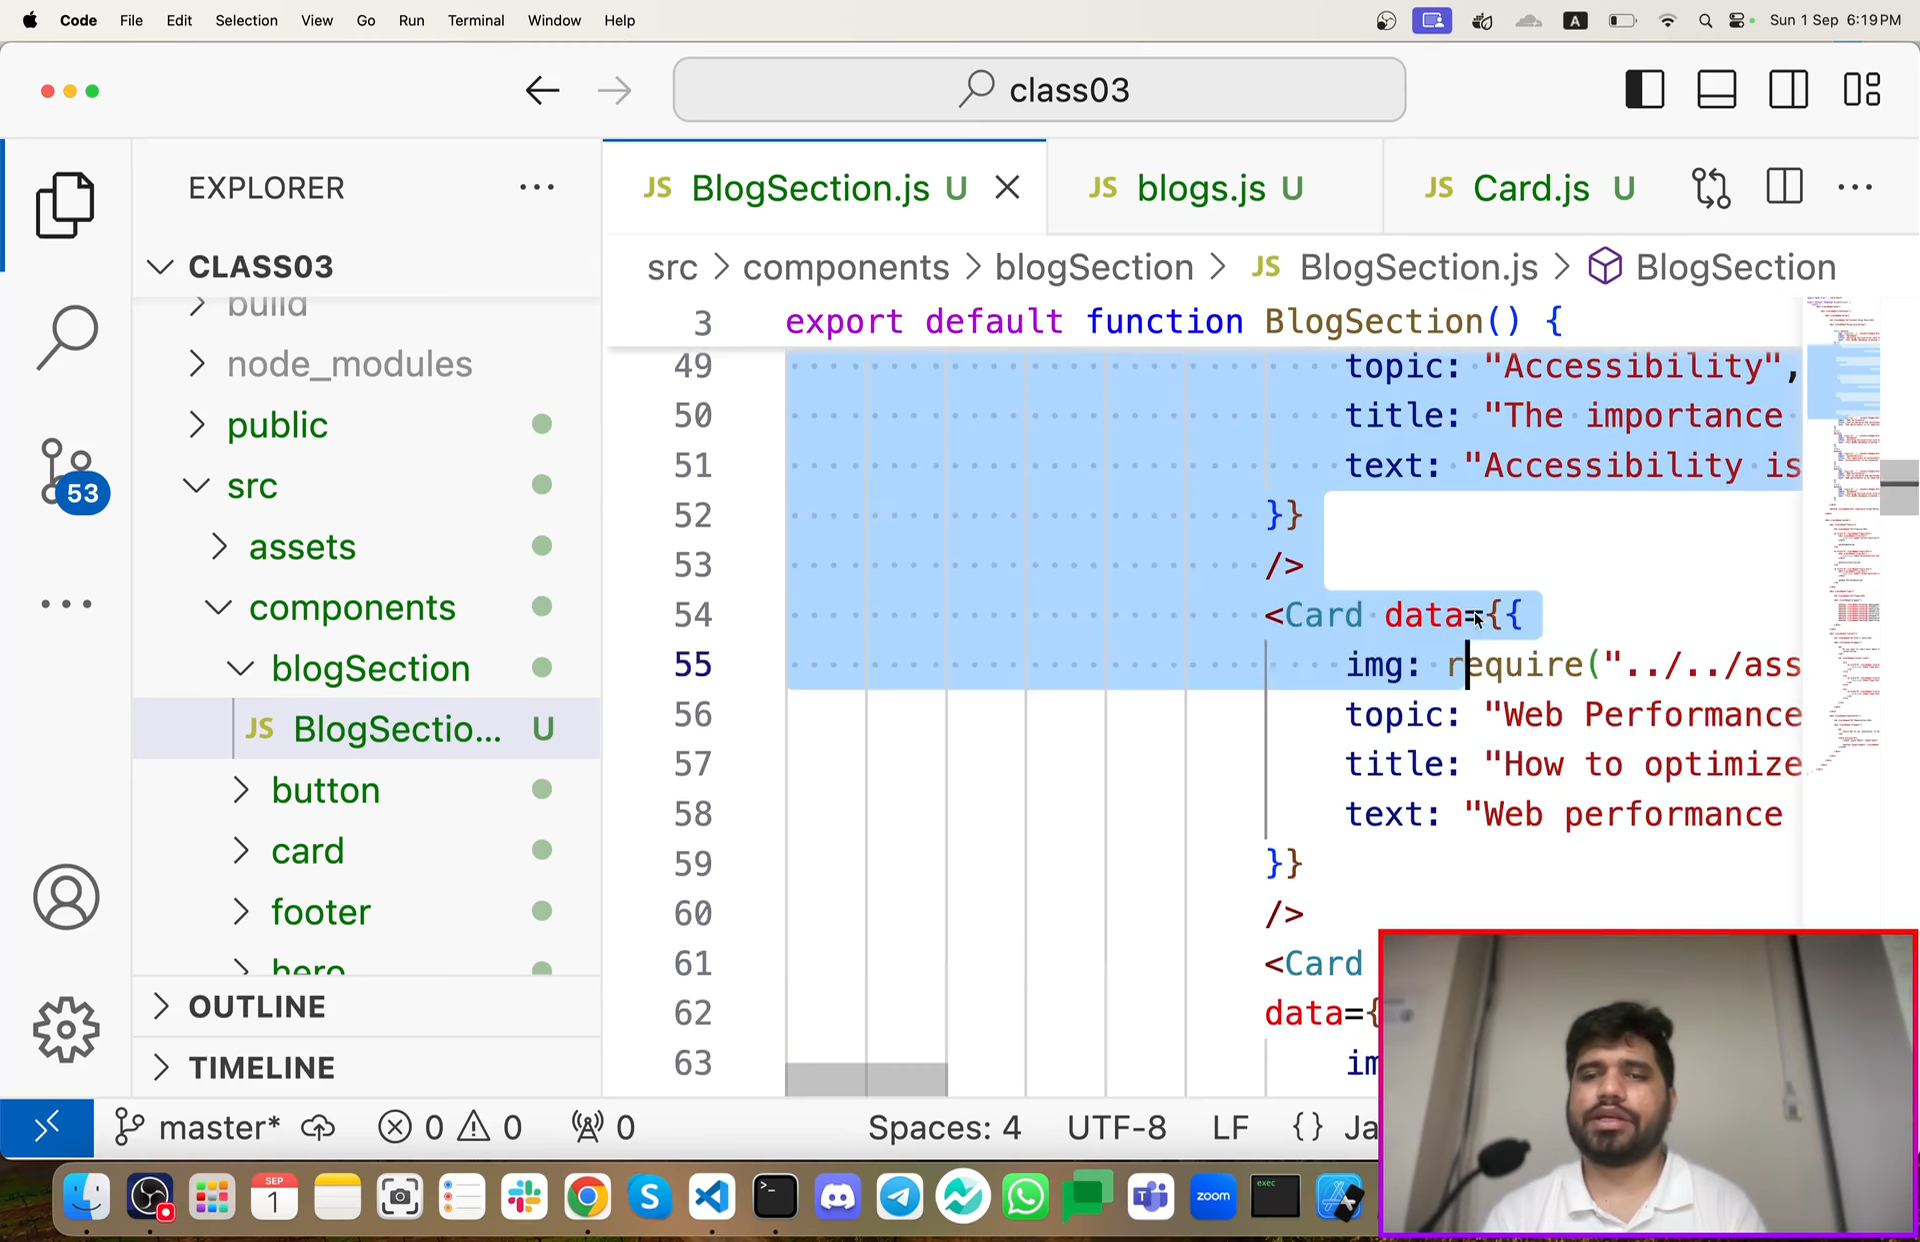 Code File Edit Selection View Go Run Terminal Window Help A Sun 1 Sep 6:19 PM
class03
EXPLORER
JS BlogSection.js U
JS blogs.js U
JS Card.js U
CLASS03
src > components > blogSection > JS BlogSection.js > BlogSection
build
node_modules
public
src
assets
components
blogSection
JS BlogSectio... U
button
card
footer
hero
OUTLINE
TIMELINE
53
3 export default function BlogSection() {
49 topic: "Accessibility",
50 title: "The importance
51 text: "Accessibility is
52 }}
53 />
54 <Card data={{
55 img: require("../../ass
56 topic: "Web Performance
57 title: "How to optimize
58 text: "Web performance
59 }}
60 />
61 <Card
62 data={
63 im
master* 0 0 0 Spaces: 4 UTF-8 LF {} Ja
SEP
1
S
T
zoom
exec